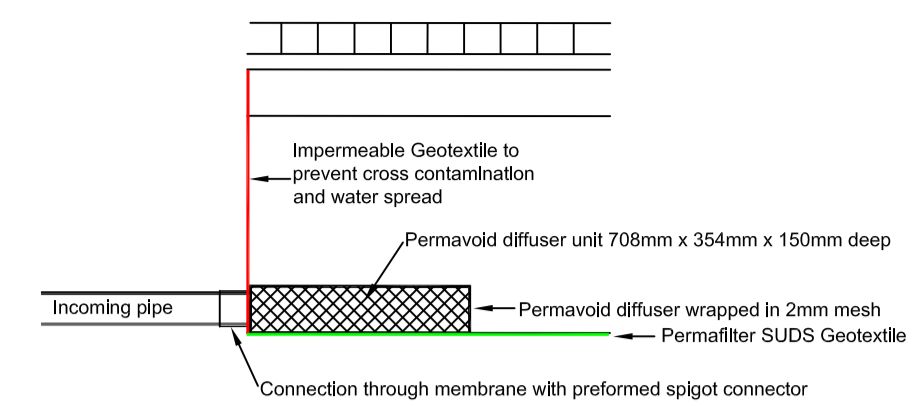 Impermeable Geotextile to
prevent cross contamination
and water spread
Permavoid diffuser unit 708mm x 354mm x 150mm deep
Incoming pipe
Permavoid diffuser wrapped in 2mm mesh
Permafilter SUDS Geotextile
Connection through membrane with preformed spigot connector